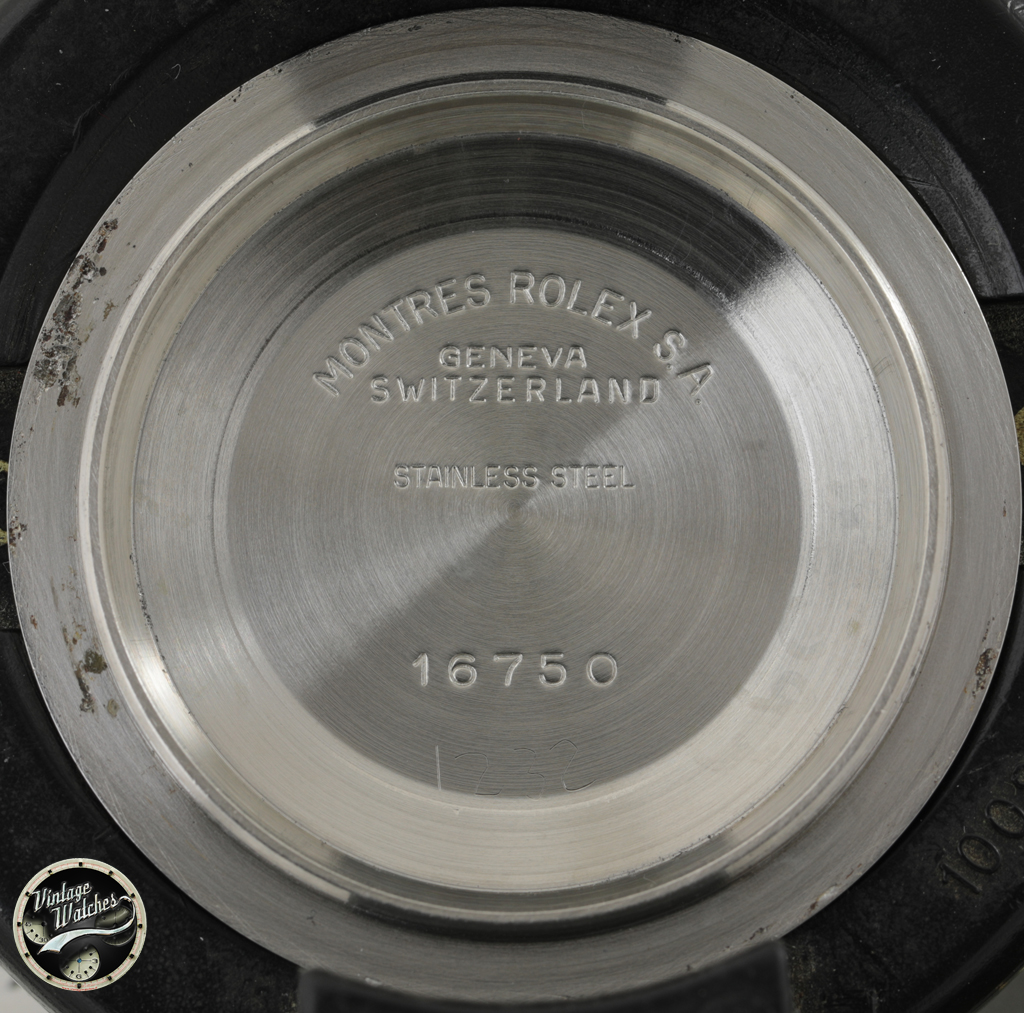 MONTRES ROLEX S.A.
GENEVA
SWITZERLAND
STAINLESS STEEL
16750
Vintage
Watches